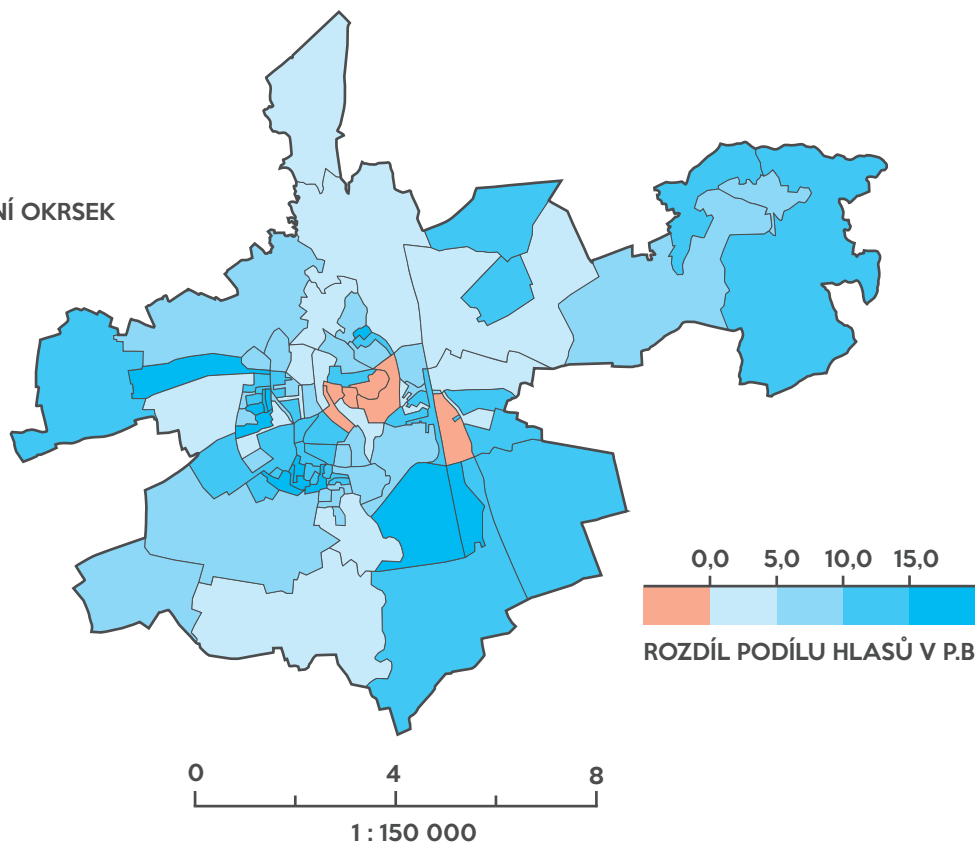 NÍ OKRSEK
0,0 5,0 10,0 15,0
ROZDÍL PODÍLU HLASŮ V P.B
0 4 8
1 : 150 000